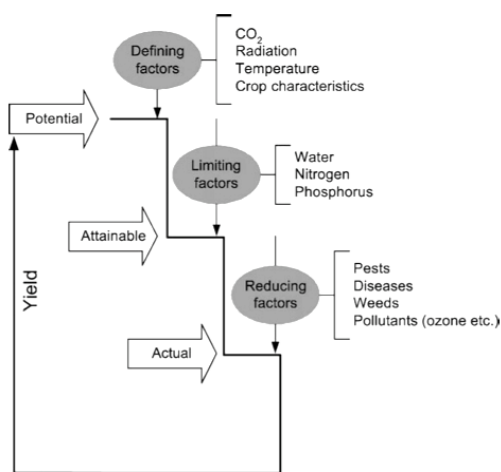 Defining
factors
CO₂
Radiation
Temperature
Crop characteristics
Potential
Limiting
factors
Water
Nitrogen
Phosphorus
Attainable
Reducing
factors
Pests
Diseases
Weeds
Pollutants (ozone etc.)
Actual
Yield